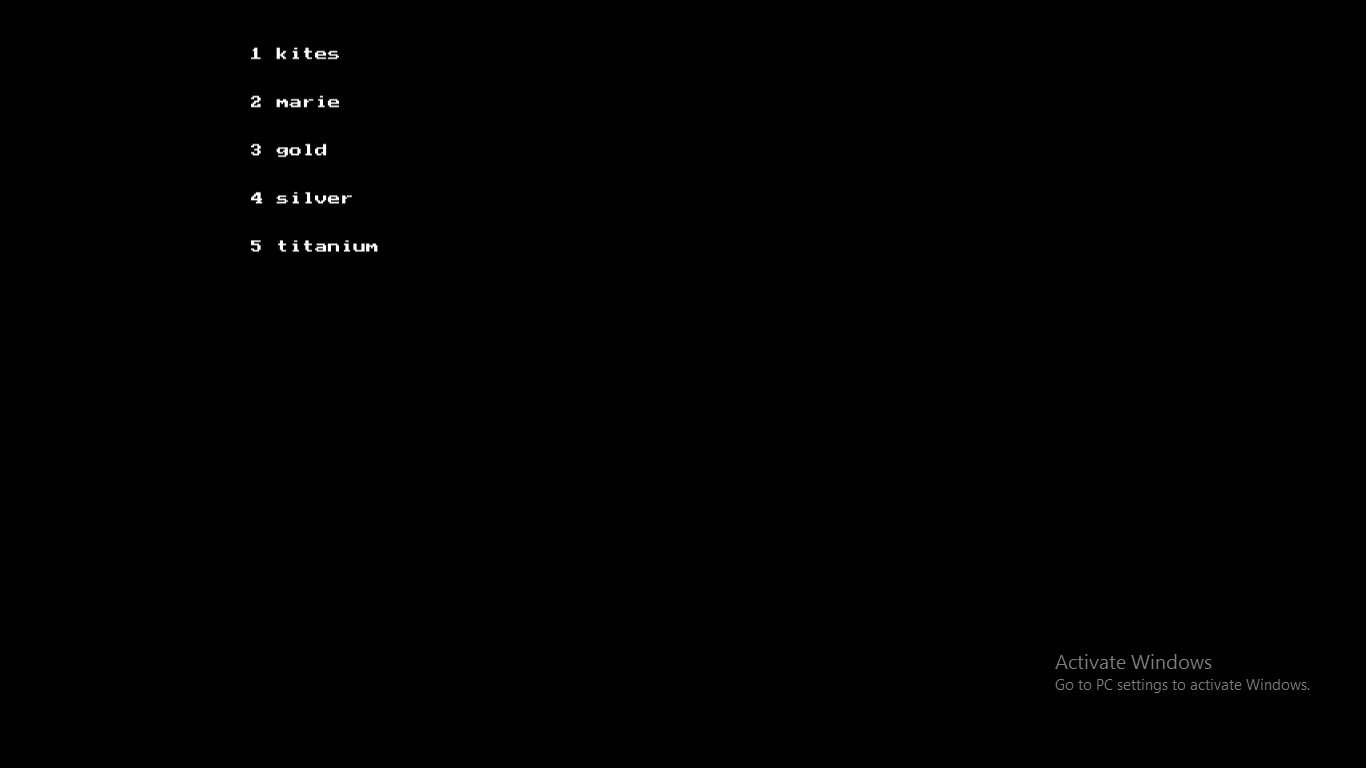 1 kites
2 marie
3 gold
4 silver
5 titanium
Activate Windows
Go to PC settings to activate Windows.